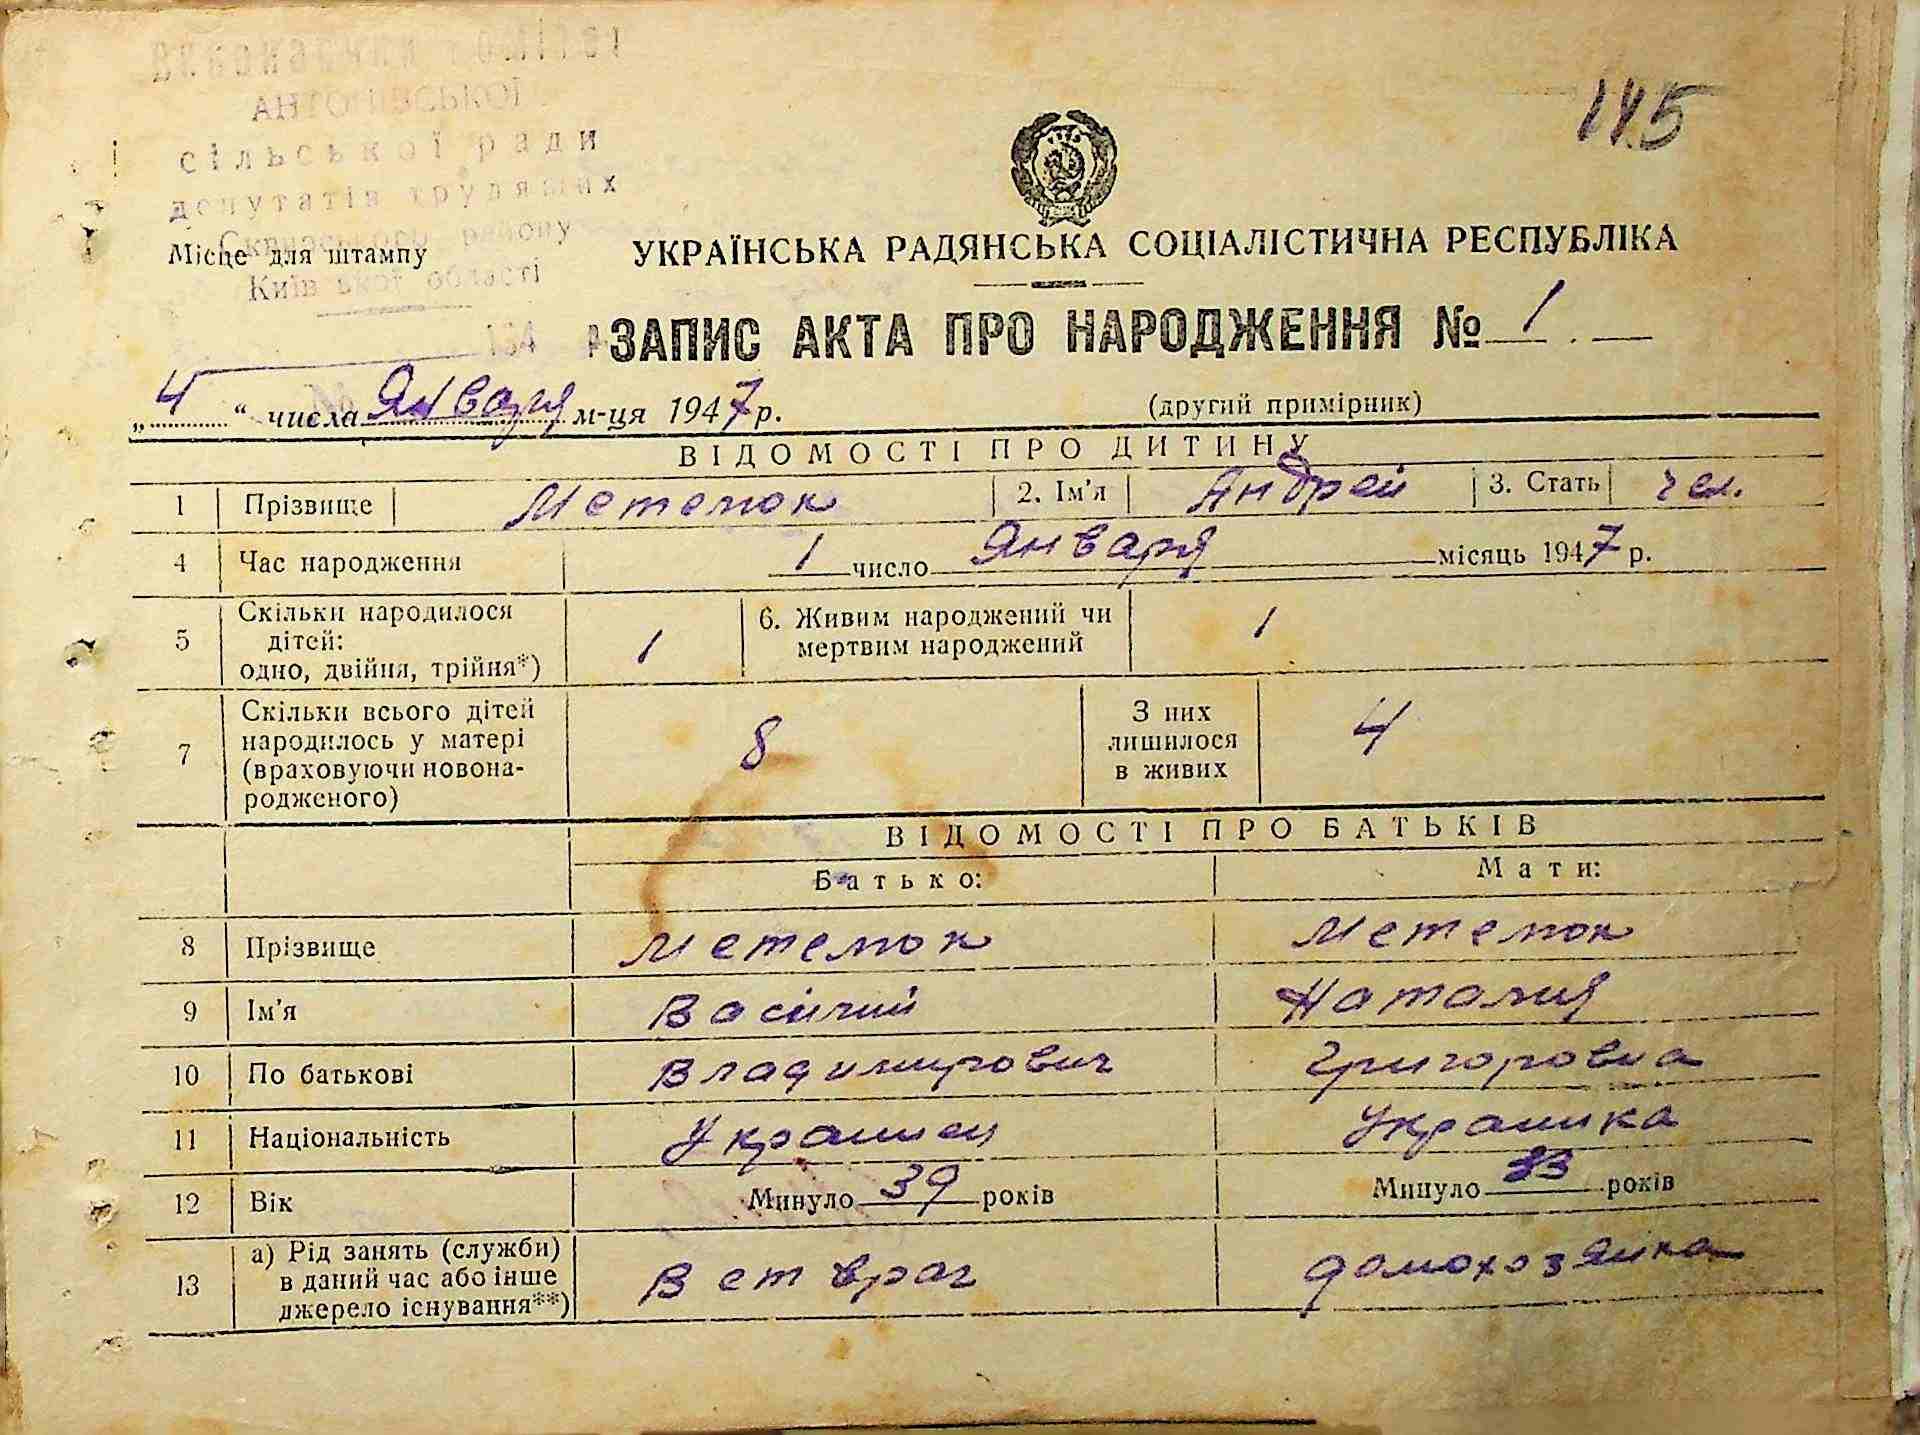 145
АНТОНІВСЬКОЇ
сільської ради
депутатів трудящих
Сквирського району
Київської області
Місце для штампу
194
№
УКРАЇНСЬКА РАДЯНСЬКА СОЦІАЛІСТИЧНА РЕСПУБЛІКА
ЗАПИС АКТА ПРО НАРОДЖЕННЯ № 1
„4“ числа Января м-ця 1947 р.
(другий примірник)
ВІДОМОСТІ ПРО ДИТИНУ
1 Прізвище Метелюк 2. Ім'я Андрей 3. Стать чел.
4 Час народження 1 число Января місяць 1947 р.
5 Скільки народилося дітей: одно, двійня, трійня*) 1 6. Живим народжений чи мертвим народжений 1
7 Скільки всього дітей народилось у матері (враховуючи новонародженого) 8 З них лишилося в живих 4
ВІДОМОСТІ ПРО БАТЬКІВ
Батько: Мати:
8 Прізвище Метелюк Метелюк
9 Ім'я Василий Наталия
10 По батькові Владимирович Григоровна
11 Національність Украинец Украинка
12 Вік Минуло 39 років Минуло 33 років
13 а) Рід занять (служби) в даний час або інше джерело існування**) Вет врач домохозяйка